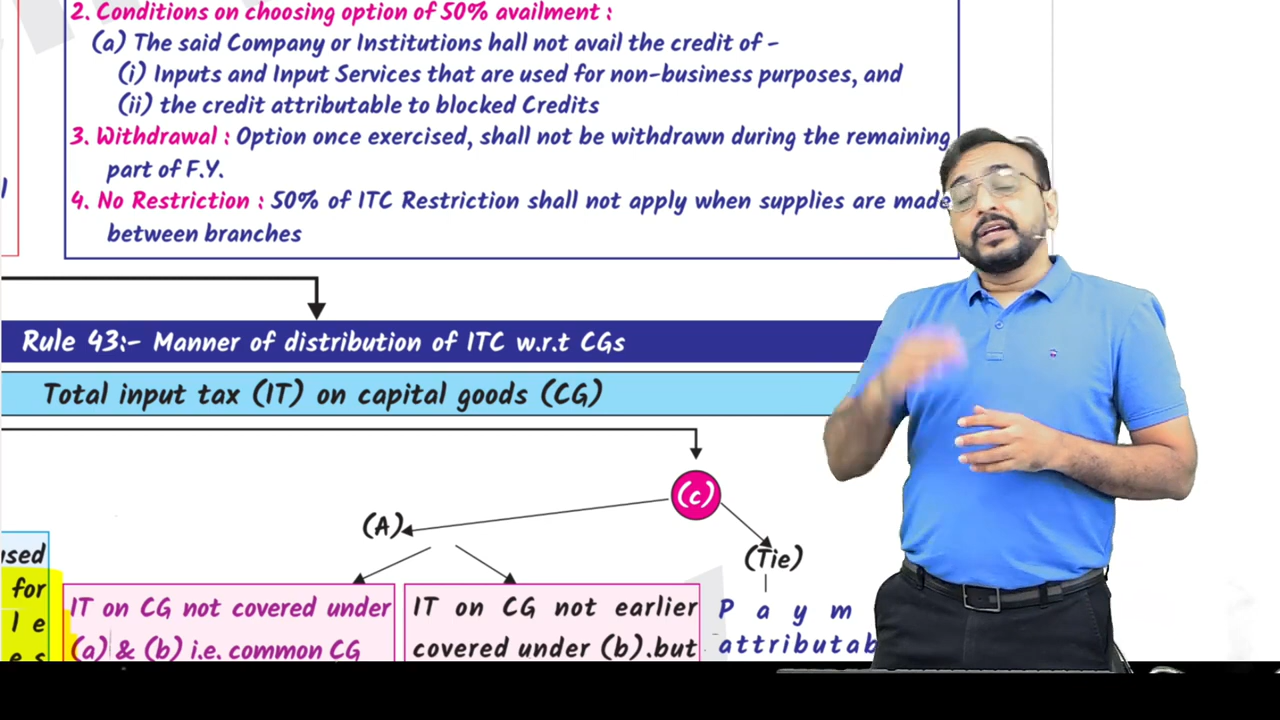 2. Conditions on choosing option of 50% availment :
(a) The said Company or Institutions hall not avail the credit of -
(i) Inputs and Input Services that are used for non-business purposes, and
(ii) the credit attributable to blocked Credits
3. Withdrawal : Option once exercised, shall not be withdrawn during the remaining
part of F.Y.
4. No Restriction : 50% of ITC Restriction shall not apply when supplies are made
between branches
Rule 43:- Manner of distribution of ITC w.r.t CGs
Total input tax (IT) on capital goods (CG)
(c)
(A)
(Tie)
for
IT on CG not covered under
(a) & (b) i.e. common CG
IT on CG not earlier
covered under (b).but
P a y m